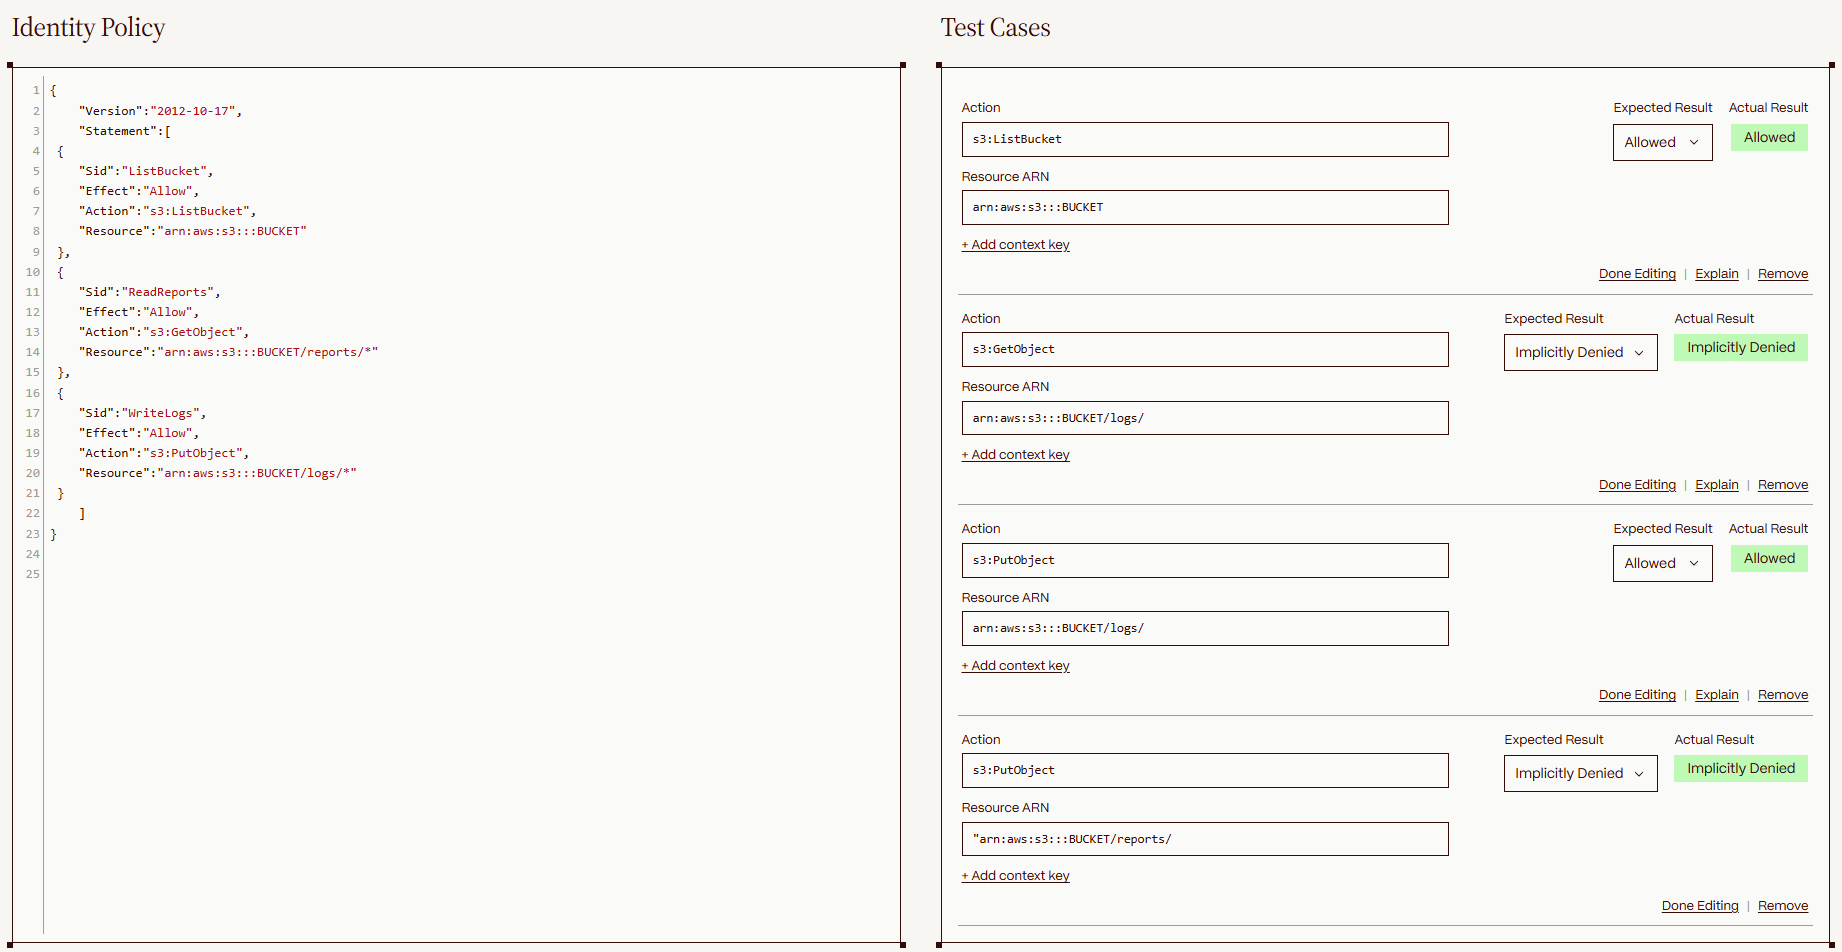 Identity Policy
1 {
2     "Version":"2012-10-17",
3     "Statement":[
4  {
5     "Sid":"ListBucket",
6     "Effect":"Allow",
7     "Action":"s3:ListBucket",
8     "Resource":"arn:aws:s3:::BUCKET"
9  },
10  {
11     "Sid":"ReadReports",
12     "Effect":"Allow",
13     "Action":"s3:GetObject",
14     "Resource":"arn:aws:s3:::BUCKET/reports/*"
15  },
16  {
17     "Sid":"WriteLogs",
18     "Effect":"Allow",
19     "Action":"s3:PutObject",
20     "Resource":"arn:aws:s3:::BUCKET/logs/*"
21  }
22     ]
23 }
24
25
Test Cases
Action Expected Result Actual Result
s3:ListBucket Allowed Allowed
Resource ARN
arn:aws:s3:::BUCKET
+ Add context key
Done Editing | Explain | Remove
Action Expected Result Actual Result
s3:GetObject Implicitly Denied Implicitly Denied
Resource ARN
arn:aws:s3:::BUCKET/logs/
+ Add context key
Done Editing | Explain | Remove
Action Expected Result Actual Result
s3:PutObject Allowed Allowed
Resource ARN
arn:aws:s3:::BUCKET/logs/
+ Add context key
Done Editing | Explain | Remove
Action Expected Result Actual Result
s3:PutObject Implicitly Denied Implicitly Denied
Resource ARN
"arn:aws:s3:::BUCKET/reports/
+ Add context key
Done Editing | Remove